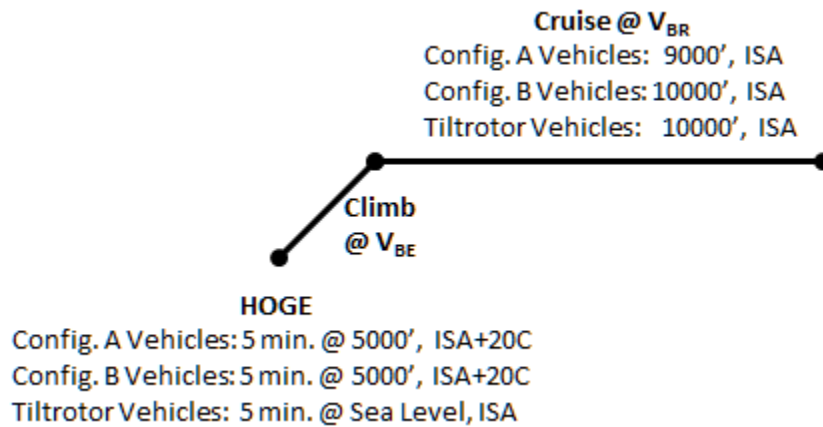 Cruise @ VBR
Config. A Vehicles: 9000’, ISA
Config. B Vehicles: 10000’, ISA
Tiltrotor Vehicles: 10000’, ISA
Climb
@ VBE
HOGE
Config. A Vehicles: 5 min. @ 5000’, ISA+20C
Config. B Vehicles: 5 min. @ 5000’, ISA+20C
Tiltrotor Vehicles: 5 min. @ Sea Level, ISA